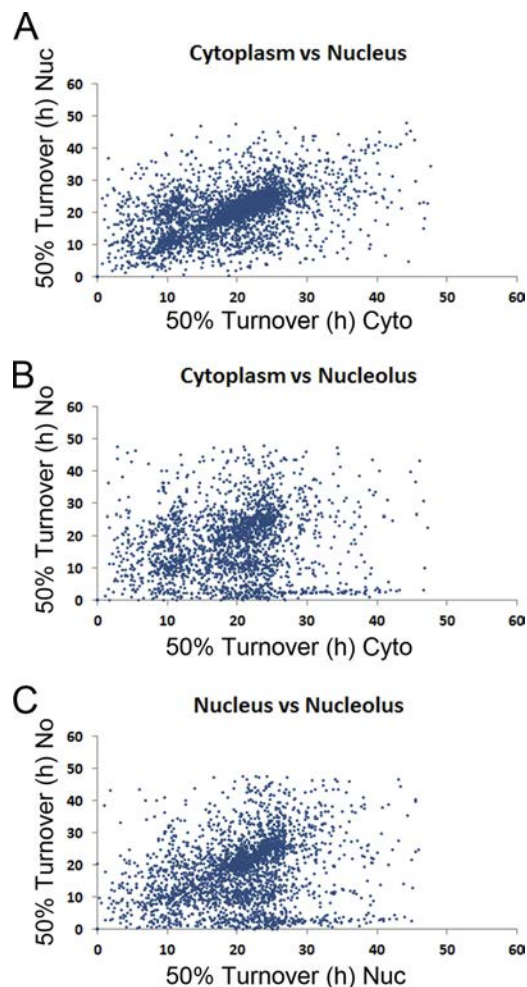 A
Cytoplasm vs Nucleus
50% Turnover (h) Nuc
60
50
40
30
20
10
0
0 10 20 30 40 50 60
50% Turnover (h) Cyto
B
Cytoplasm vs Nucleolus
50% Turnover (h) No
60
50
40
30
20
10
0
0 10 20 30 40 50 60
50% Turnover (h) Cyto
C
Nucleus vs Nucleolus
50% Turnover (h) No
60
50
40
30
20
10
0
0 10 20 30 40 50 60
50% Turnover (h) Nuc